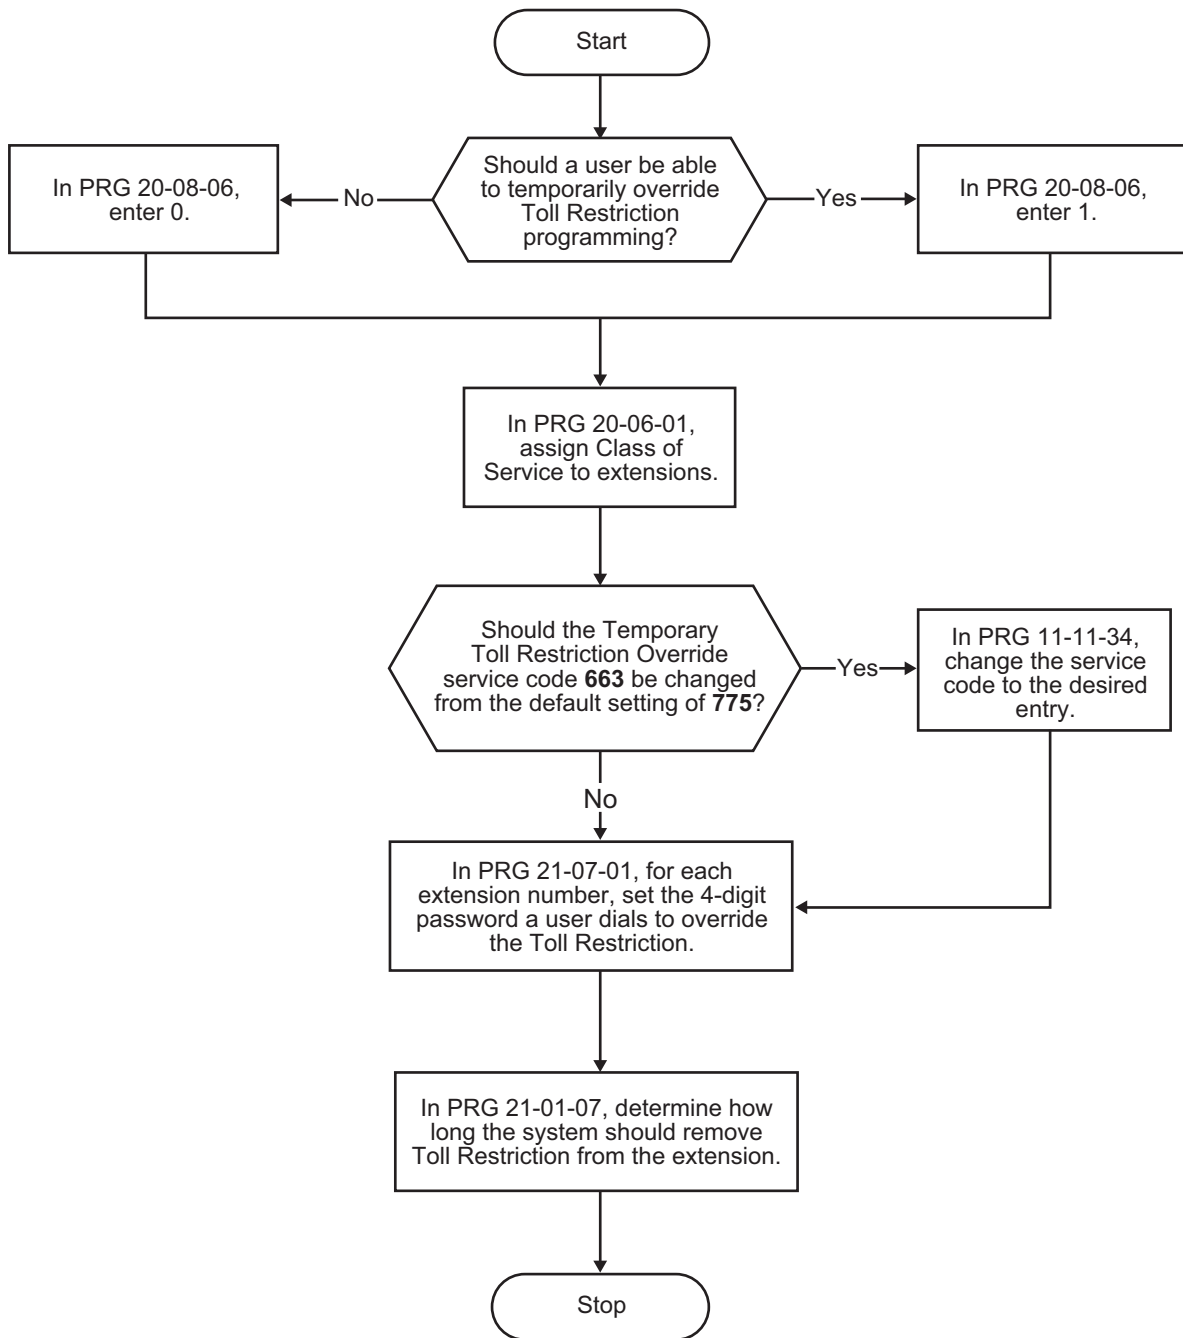 Start
Should a user be able
to temporarily override
Toll Restriction
programming?
No
Yes
In PRG 20-08-06,
enter 0.
In PRG 20-08-06,
enter 1.
In PRG 20-06-01,
assign Class of
Service to extensions.
Should the Temporary
Toll Restriction Override
service code 663 be changed
from the default setting of 775?
Yes
In PRG 11-11-34,
change the service
code to the desired
entry.
No
In PRG 21-07-01, for each
extension number, set the 4-digit
password a user dials to override
the Toll Restriction.
In PRG 21-01-07, determine how
long the system should remove
Toll Restriction from the extension.
Stop